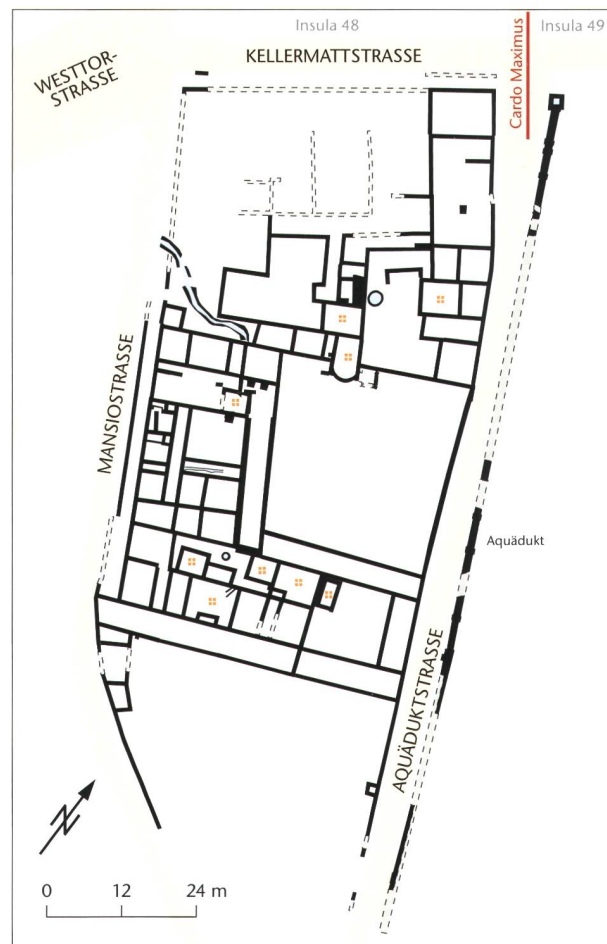 Insula 48
Insula 49
KELLERMATTSTRASSE
WESTTOR-
STRASSE
Cardo Maximus
MANSIOSTRASSE
Aquädukt
AQUÄDUKTSTRASSE
N
0 12 24 m